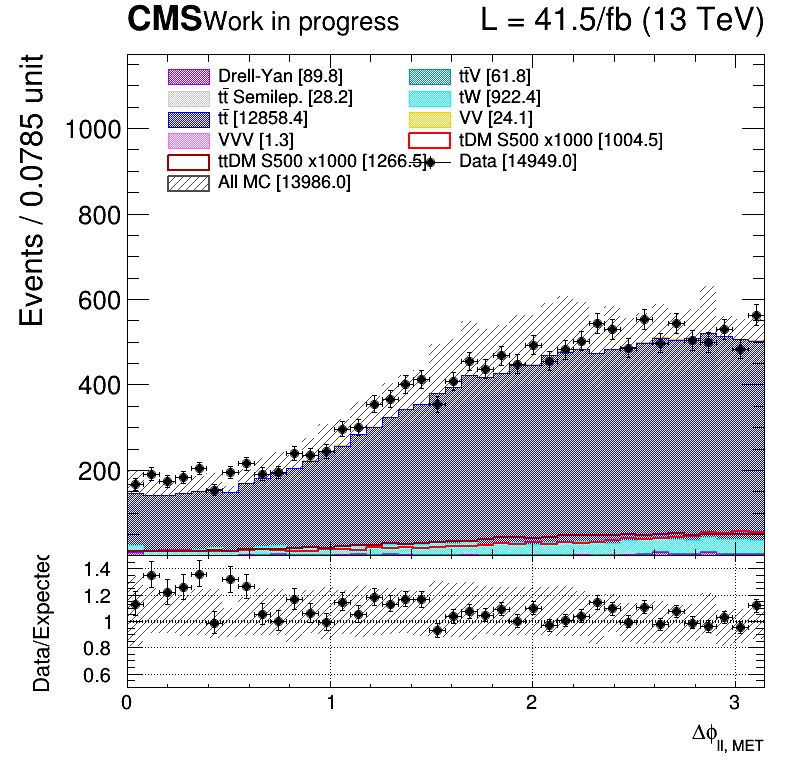 CMS Work in progress L = 41.5/fb (13 TeV)
Events / 0.0785 unit
1000
800
600
400
200
Drell-Yan [89.8] tt̄V [61.8]
tt̄ Semilep. [28.2] tW [922.4]
tt̄ [12858.4] VV [24.1]
VVV [1.3] tDM S500 x1000 [1004.5]
ttDM S500 x1000 [1266.5] Data [14949.0]
All MC [13986.0]
Data/Expected
1.4
1.2
1
0.8
0.6
0 1 2 3
Δϕ_ll, MET